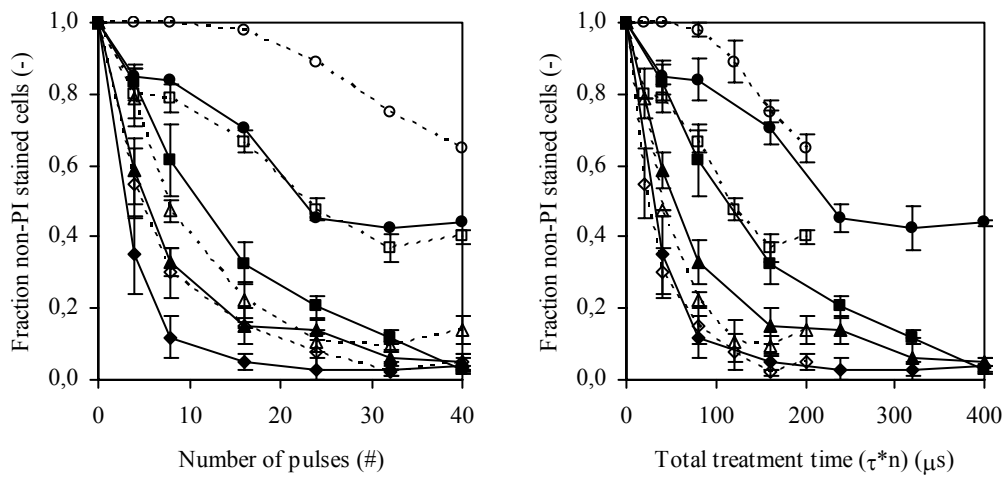 1,0
0,8
0,6
0,4
0,2
0,0
Fraction non-PI stained cells (-)
0 10 20 30 40
Number of pulses (#)
1,0
0,8
0,6
0,4
0,2
0,0
Fraction non-PI stained cells (-)
0 100 200 300 400
Total treatment time (τ*n) (μs)